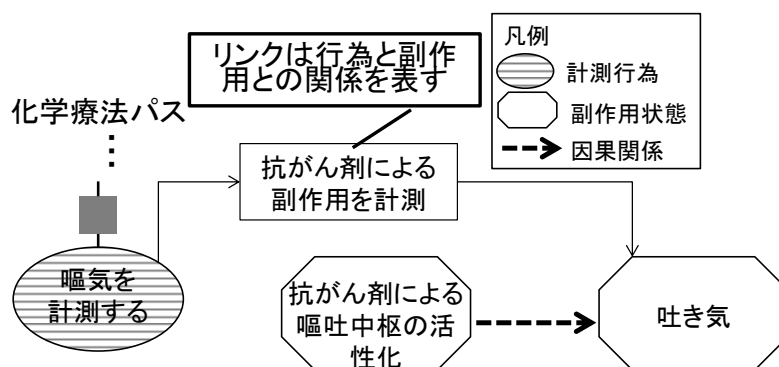 リンクは行為と副作
用との関係を表す
凡例
計測行為
副作用状態
因果関係
化学療法パス
⋮
抗がん剤による
副作用を計測
嘔気を
計測する
抗がん剤による
嘔吐中枢の活
性化
吐き気